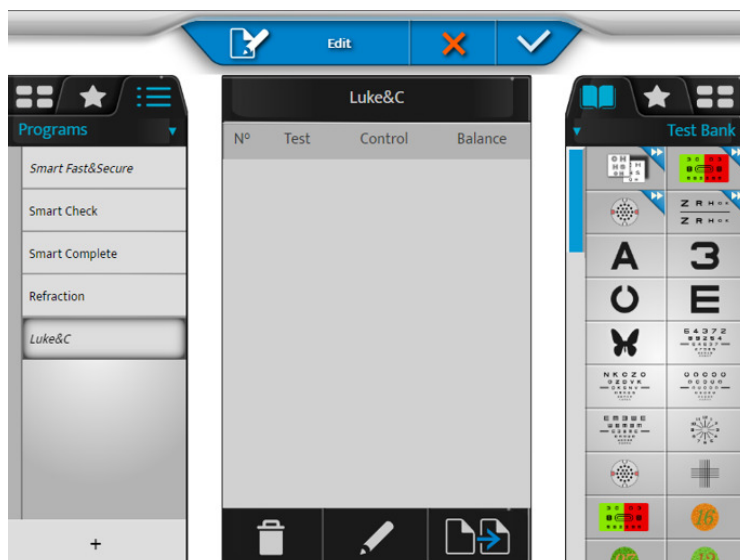 Edit
Programs
Smart Fast&Secure
Smart Check
Smart Complete
Refraction
Luke&C
+
Luke&C
Nº Test Control Balance
Test Bank
Z R H
Z R H
A 3
E
6 4 3 7 2
N K C Z O
O Z D V K
E M 3 W E
16